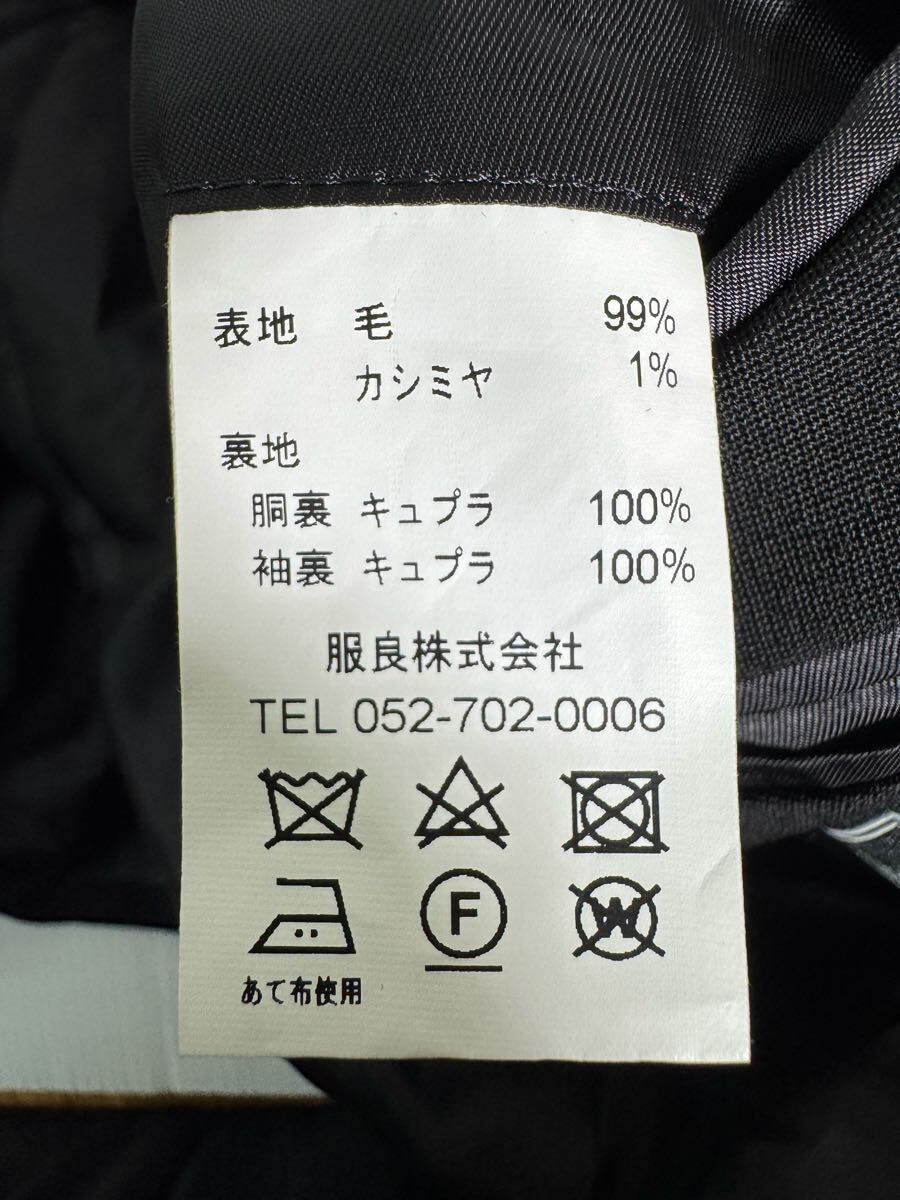 表地 毛 99%
カシミヤ 1%
裏地
胴裏 キュプラ 100%
袖裏 キュプラ 100%
服良株式会社
TEL 052-702-0006
F W
あて布使用